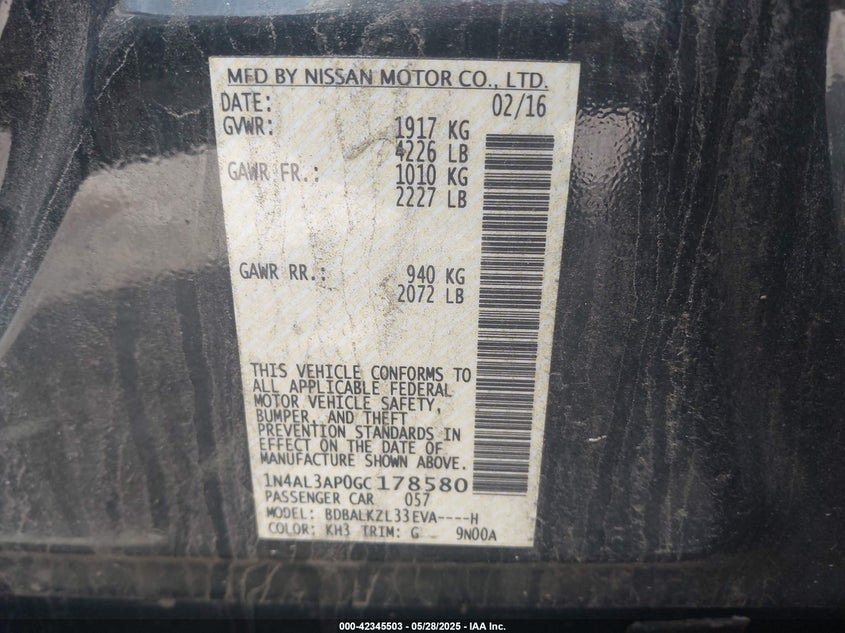 MFD BY NISSAN MOTOR CO., LTD.
DATE: 02/16
GVWR: 1917 KG
4226 LB
GAWR FR.: 1010 KG
2227 LB
GAWR RR.: 940 KG
2072 LB
THIS VEHICLE CONFORMS TO
ALL APPLICABLE FEDERAL
MOTOR VEHICLE SAFETY,
BUMPER, AND THEFT
PREVENTION STANDARDS IN
EFFECT ON THE DATE OF
MANUFACTURE SHOWN ABOVE.
1N4AL3AP0GC178580
PASSENGER CAR 057
MODEL: BDBALKZL33EVA----H
COLOR: KH3 TRIM: G 9N00A
000-42345503 - 05/28/2025 - IAA Inc.